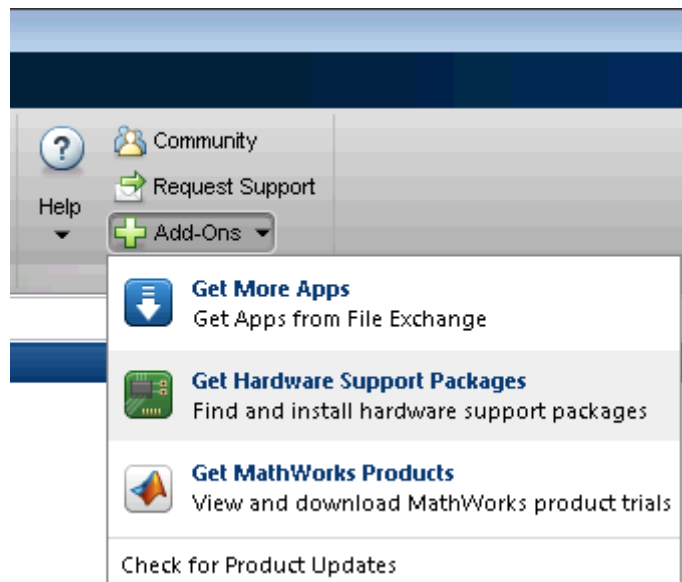 ?
Help
Community
Request Support
Add-Ons
Get More Apps
Get Apps from File Exchange
Get Hardware Support Packages
Find and install hardware support packages
Get MathWorks Products
View and download MathWorks product trials
Check for Product Updates